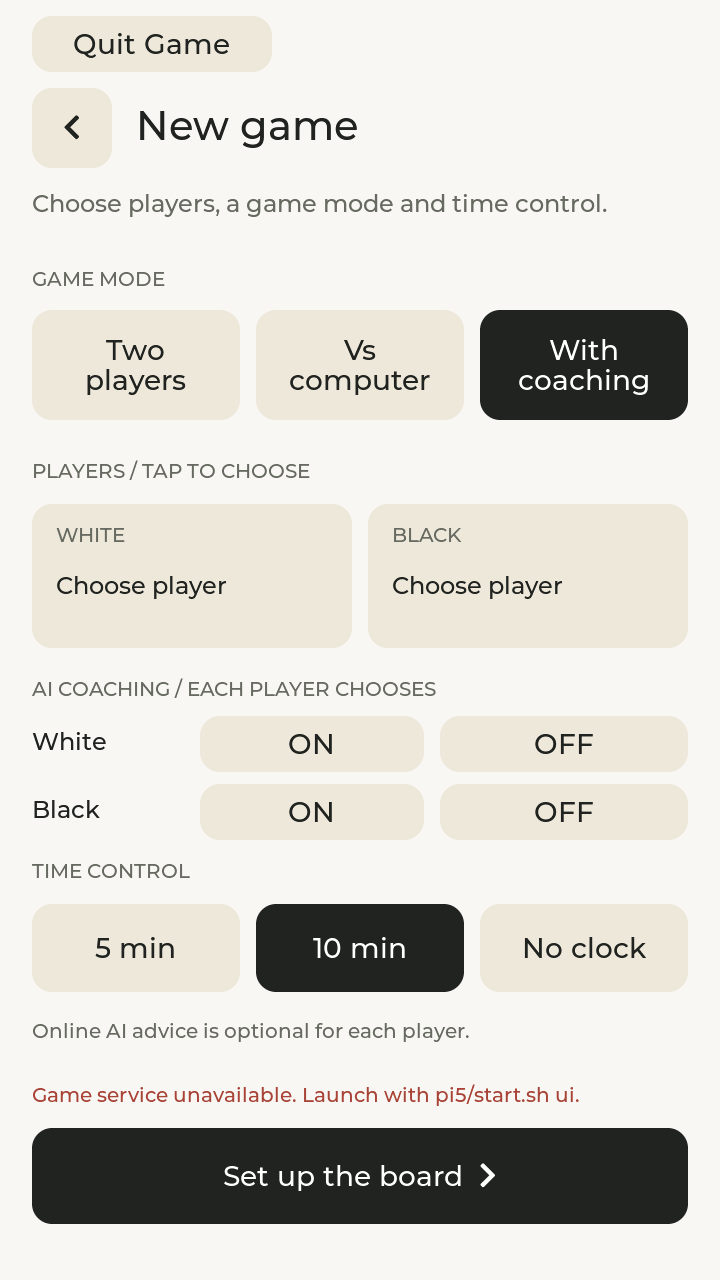 Quit Game
New game
Choose players, a game mode and time control.
GAME MODE
Two
players
Vs
computer
With
coaching
PLAYERS / TAP TO CHOOSE
WHITE
Choose player
BLACK
Choose player
AI COACHING / EACH PLAYER CHOOSES
White
ON
OFF
Black
ON
OFF
TIME CONTROL
5 min
10 min
No clock
Online AI advice is optional for each player.
Game service unavailable. Launch with pi5/start.sh ui.
Set up the board